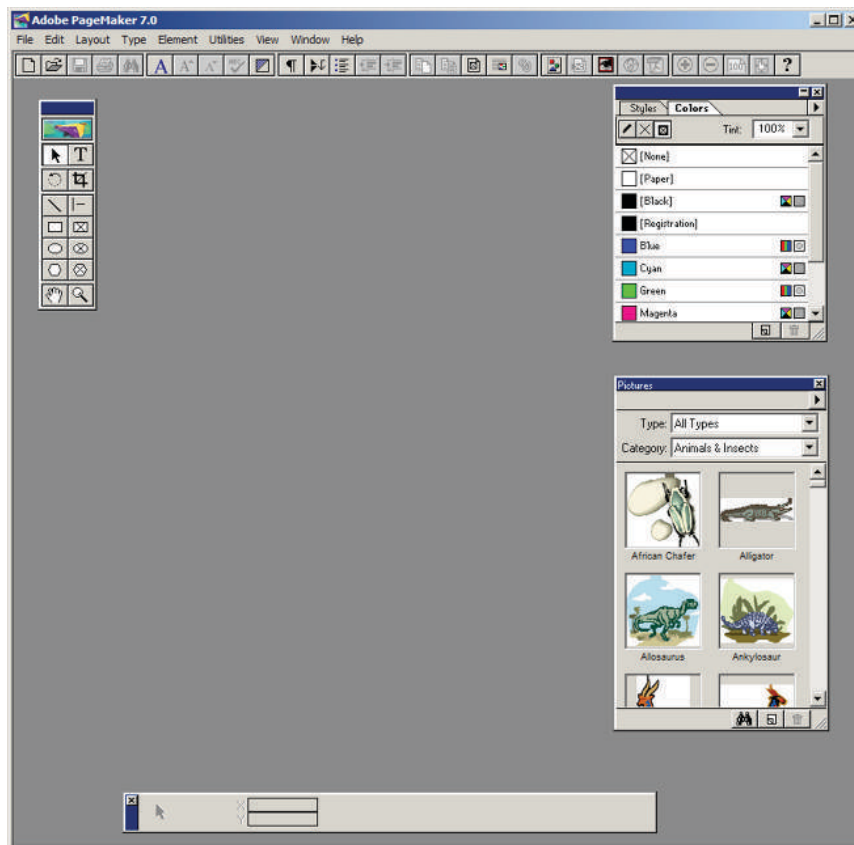 Adobe PageMaker 7.0
File Edit Layout Type Element Utilities View Window Help
Styles Colors
Tint: 100%
[None]
[Paper]
[Black]
[Registration]
Blue
Cyan
Green
Magenta
Pictures
Type: All Types
Category: Animals & Insects
African Chafer Alligator
Allosaurus Ankylosaur
X
Y